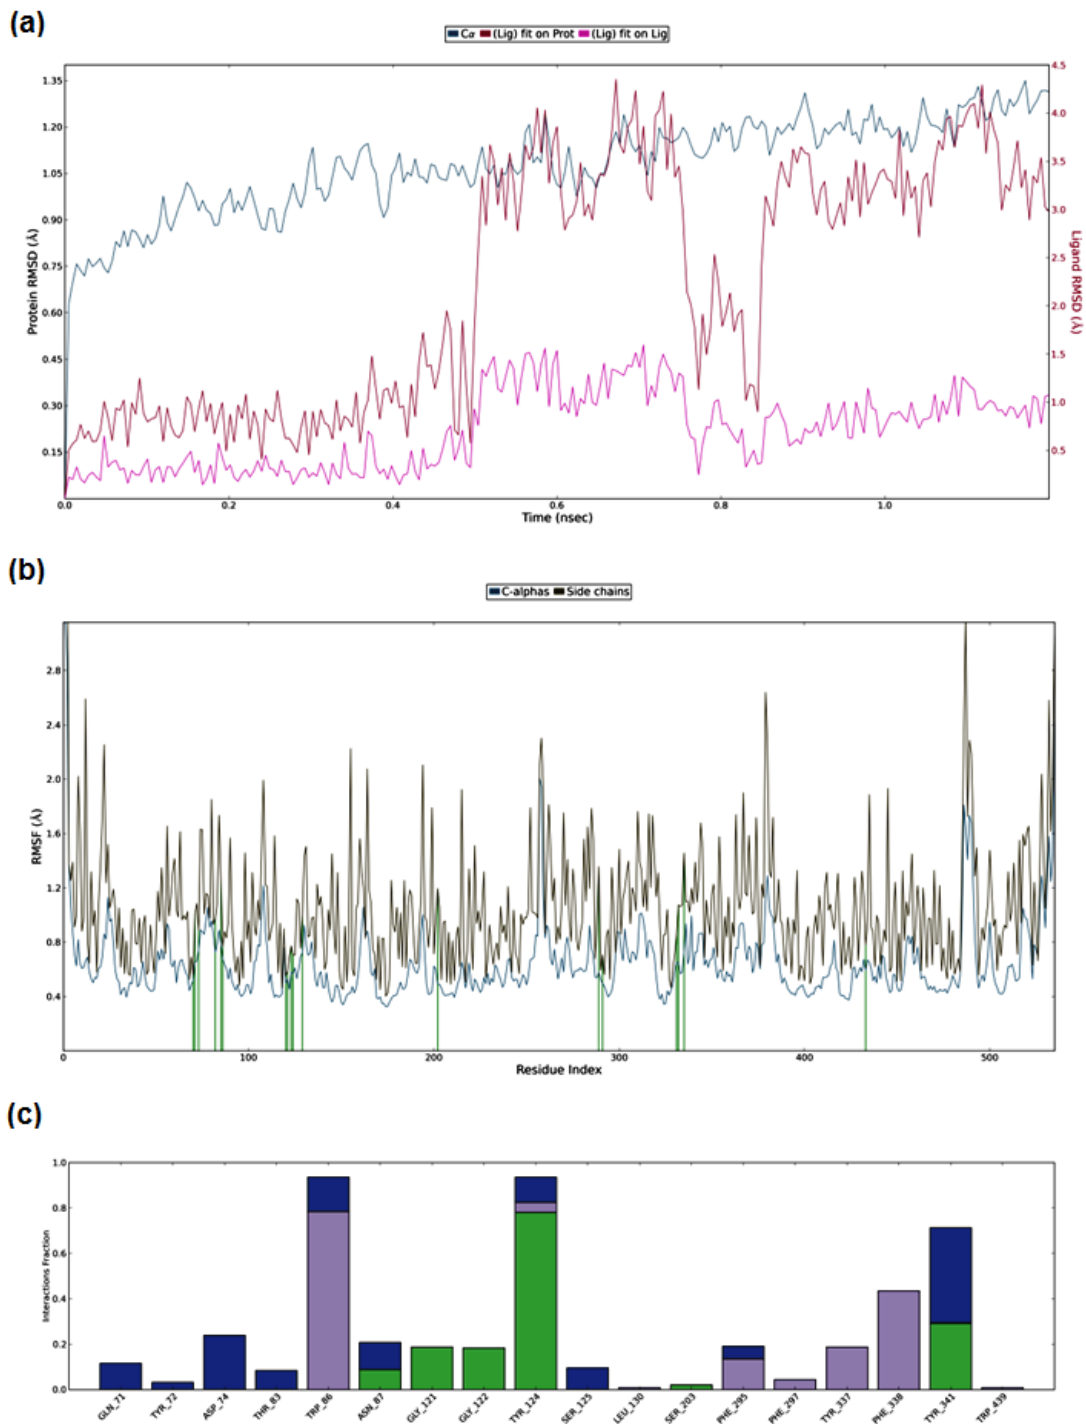 (a)
Cα (Lig) fit on Prot (Lig) fit on Lig
Protein RMSD (Å)
1.35
1.20
1.05
0.90
0.75
0.60
0.45
0.30
0.15
4.5
4.0
3.5
3.0
2.5
2.0
1.5
1.0
0.5
Ligand RMSD (Å)
0.0 0.2 0.4 0.6 0.8 1.0
Time (nsec)
(b)
C-alphas Side chains
RMSF (Å)
2.8
2.4
2.0
1.6
1.2
0.8
0.4
0 100 200 300 400 500
Residue Index
(c)
Interactions Fraction
1.0
0.8
0.6
0.4
0.2
0.0
GLN_71 TYR_72 ASP_74 THR_83 TRP_86 ASN_87 GLY_121 GLY_122 TYR_124 SER_125 LEU_130 SER_203 PHE_295 PHE_297 TYR_337 PHE_338 TYR_341 TRP_439